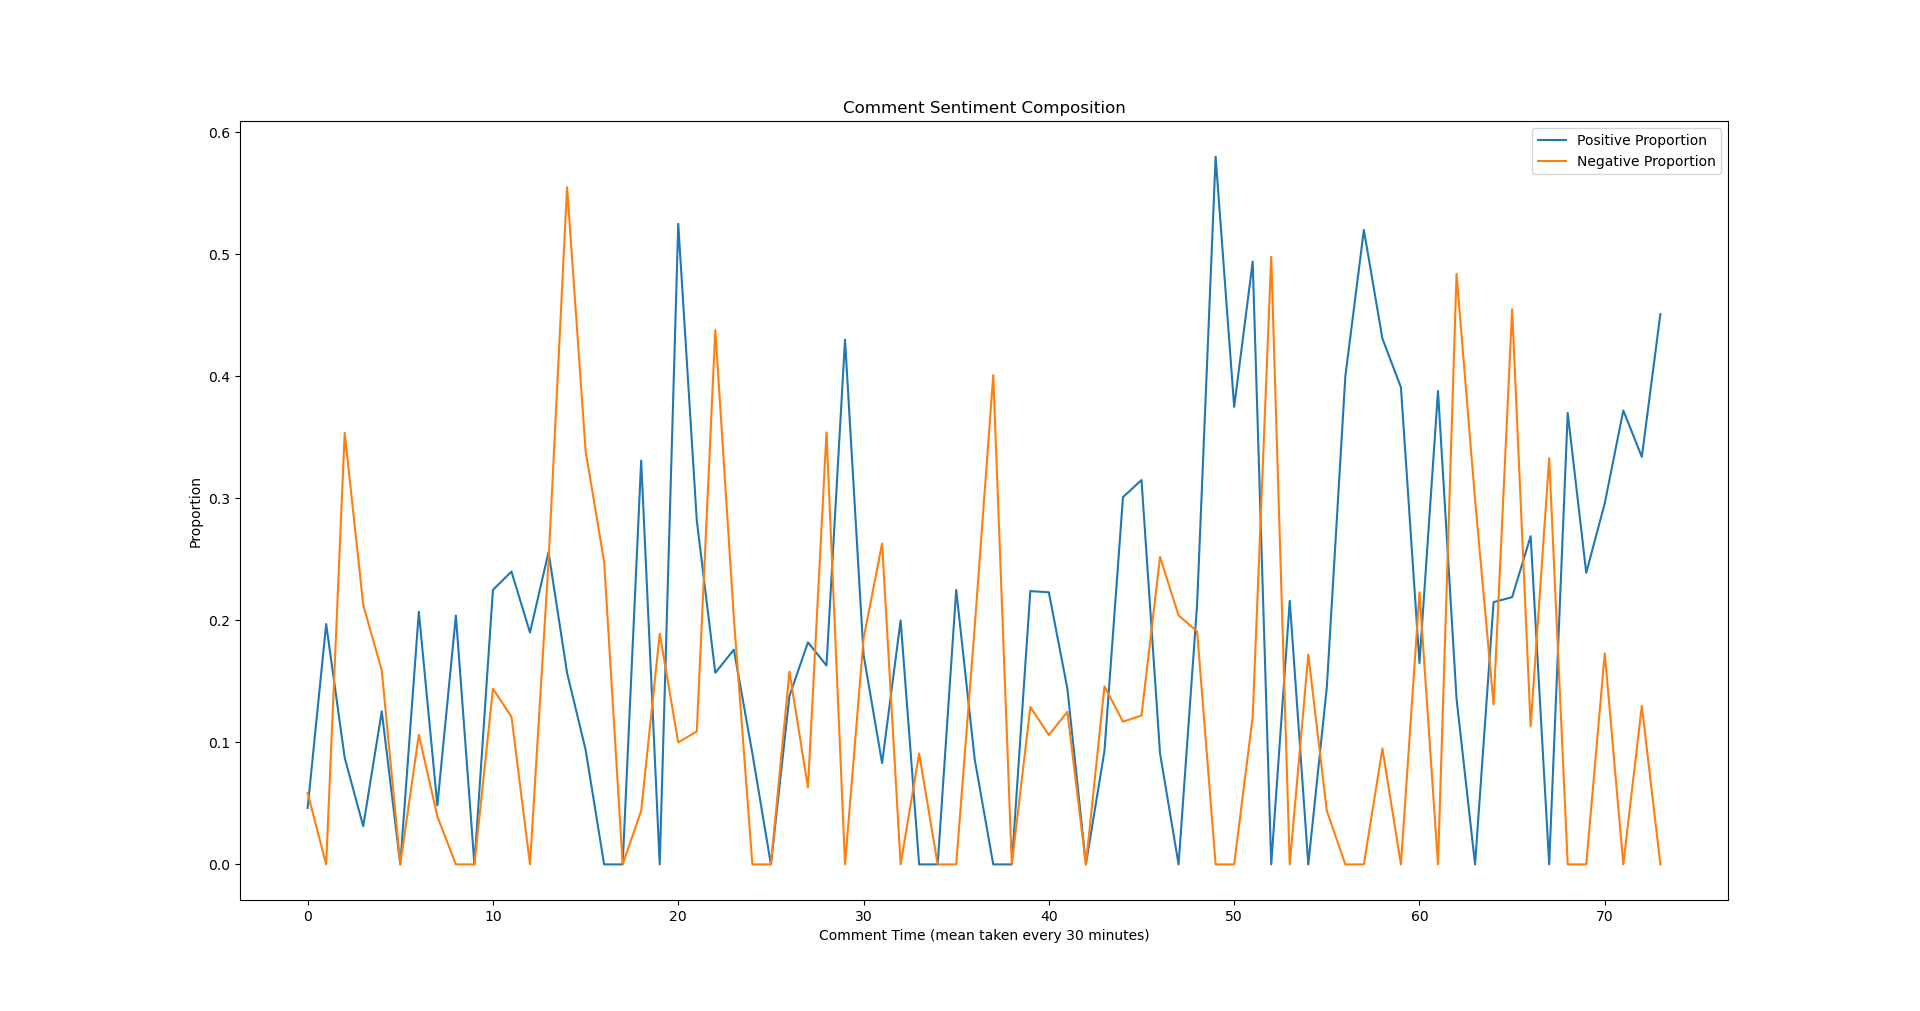 Comment Sentiment Composition
Positive Proportion
Negative Proportion
0.6
0.5
0.4
0.3
0.2
0.1
0.0
Proportion
0 10 20 30 40 50 60 70
Comment Time (mean taken every 30 minutes)